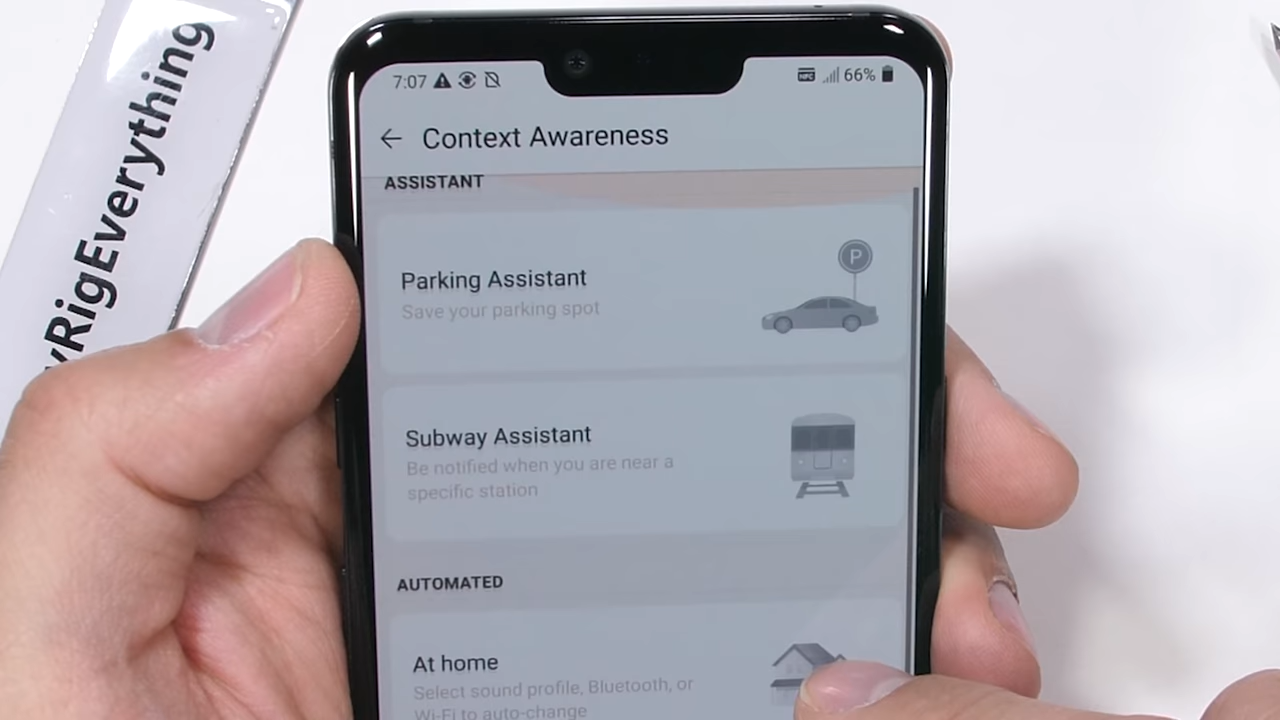 yRigEverything
7:07
NFC 66%
Context Awareness
ASSISTANT
Parking Assistant
Save your parking spot
P
Subway Assistant
Be notified when you are near a
specific station
AUTOMATED
At home
Select sound profile, Bluetooth, or
Wi-Fi to auto-change